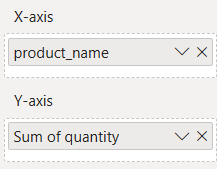 X-axis
product_name
Y-axis
Sum of quantity